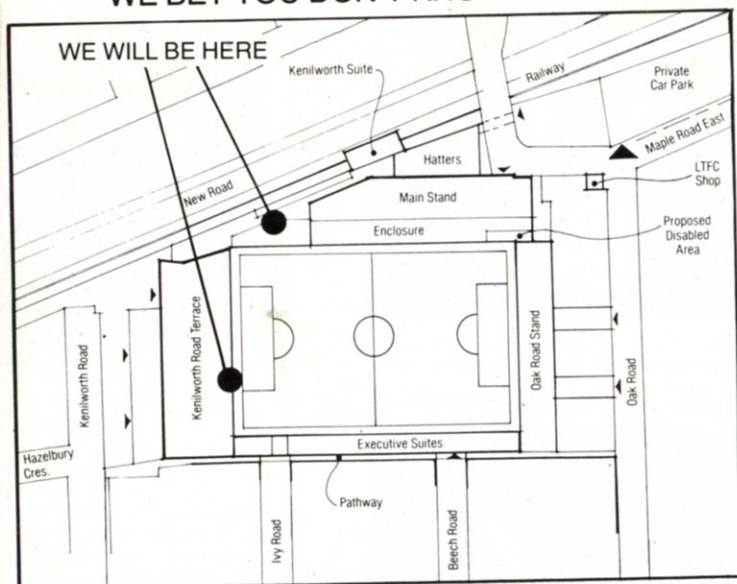 WE WILL BE HERE
Kenilworth Suite
Railway
Private
Car Park
Maple Road East
LTFC
Shop
Hatters
New Road
Main Stand
Enclosure
Proposed
Disabled
Area
Kenilworth Road
Kenilworth Road Terrace
Oak Road Stand
Oak Road
Executive Suites
Hazelbury
Cres.
Pathway
Ivy Road
Beech Road